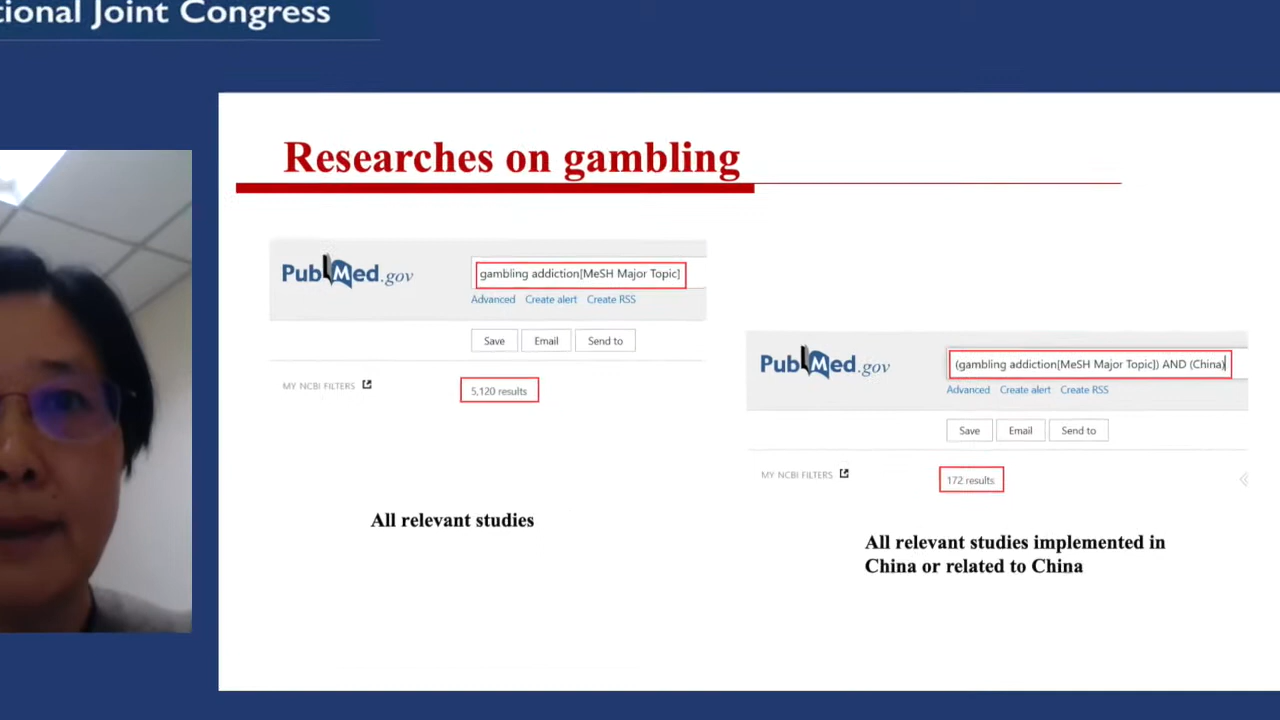 tional Joint Congress
Researches on gambling
PubMed.gov
gambling addiction[MeSH Major Topic]
Advanced Create alert Create RSS
Save Email Send to
MY NCBI FILTERS
5,120 results
All relevant studies
PubMed.gov
(gambling addiction[MeSH Major Topic]) AND (China)
Advanced Create alert Create RSS
Save Email Send to
MY NCBI FILTERS
172 results
All relevant studies implemented in
China or related to China